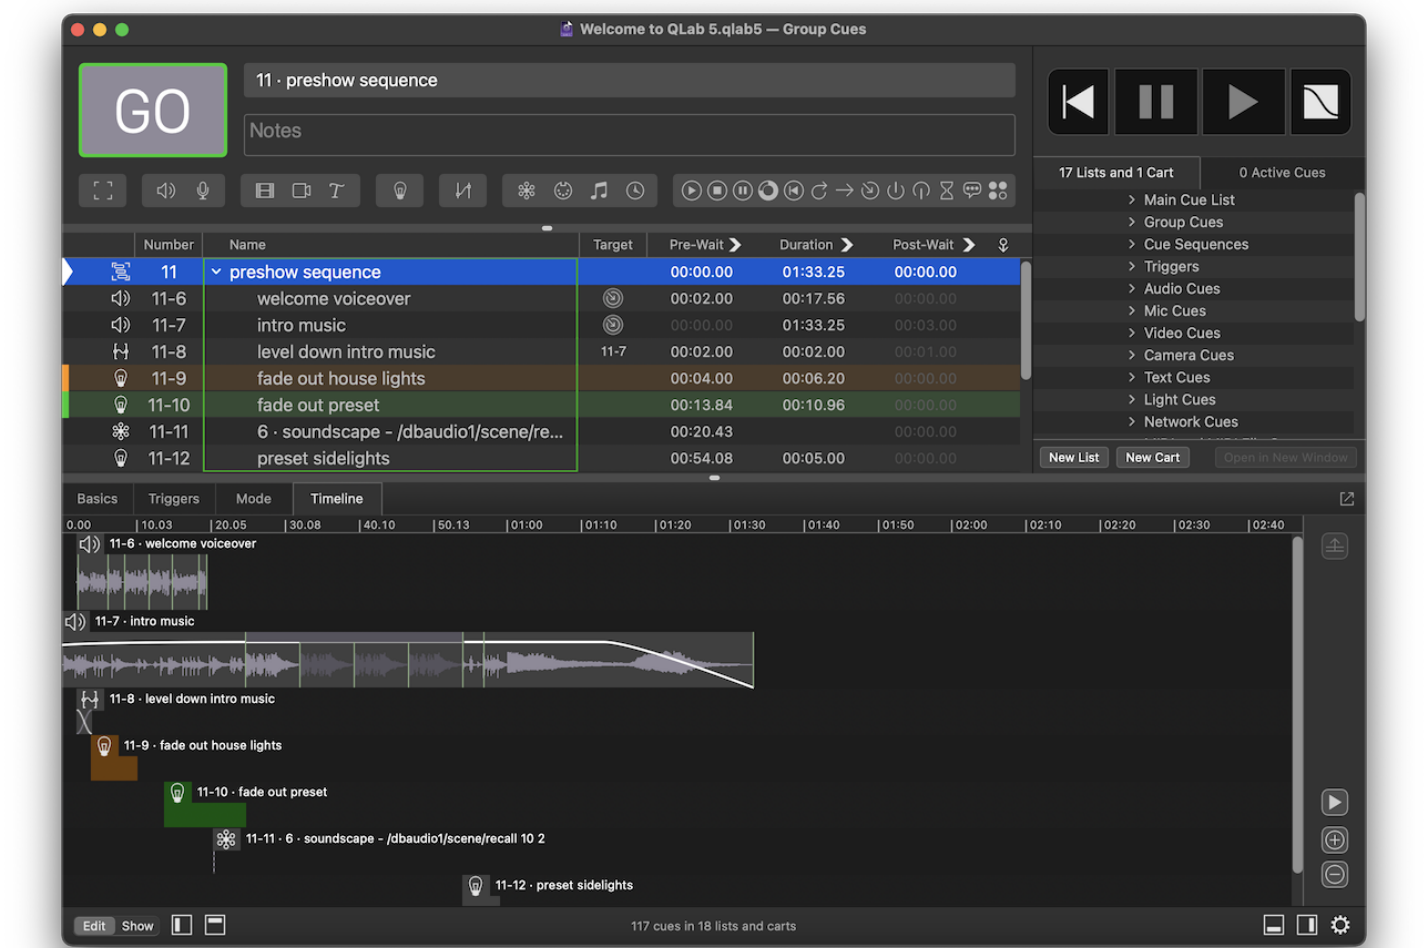 Welcome to QLab 5.qlab5 — Group Cues
GO
11 · preshow sequence
Notes
17 Lists and 1 Cart
0 Active Cues
Main Cue List
Group Cues
Cue Sequences
Triggers
Audio Cues
Mic Cues
Video Cues
Camera Cues
Text Cues
Light Cues
Network Cues
New List
New Cart
Open in New Window
Number Name Target Pre-Wait Duration Post-Wait
11 preshow sequence 00:00.00 01:33.25 00:00.00
11-6 welcome voiceover 00:02.00 00:17.56 00:00.00
11-7 intro music 00:00.00 01:33.25 00:03.00
11-8 level down intro music 11-7 00:02.00 00:02.00 00:01.00
11-9 fade out house lights 00:04.00 00:06.20 00:00.00
11-10 fade out preset 00:13.84 00:10.96 00:00.00
11-11 6 · soundscape - /dbaudio1/scene/re... 00:20.43 00:00.00
11-12 preset sidelights 00:54.08 00:05.00 00:00.00
Basics Triggers Mode Timeline
0.00 10.03 20.05 30.08 40.10 50.13 01:00 01:10 01:20 01:30 01:40 01:50 02:00 02:10 02:20 02:30 02:40
11-6 · welcome voiceover
11-7 · intro music
11-8 · level down intro music
11-9 · fade out house lights
11-10 · fade out preset
11-11 · 6 · soundscape - /dbaudio1/scene/recall 10 2
11-12 · preset sidelights
Edit Show
117 cues in 18 lists and carts